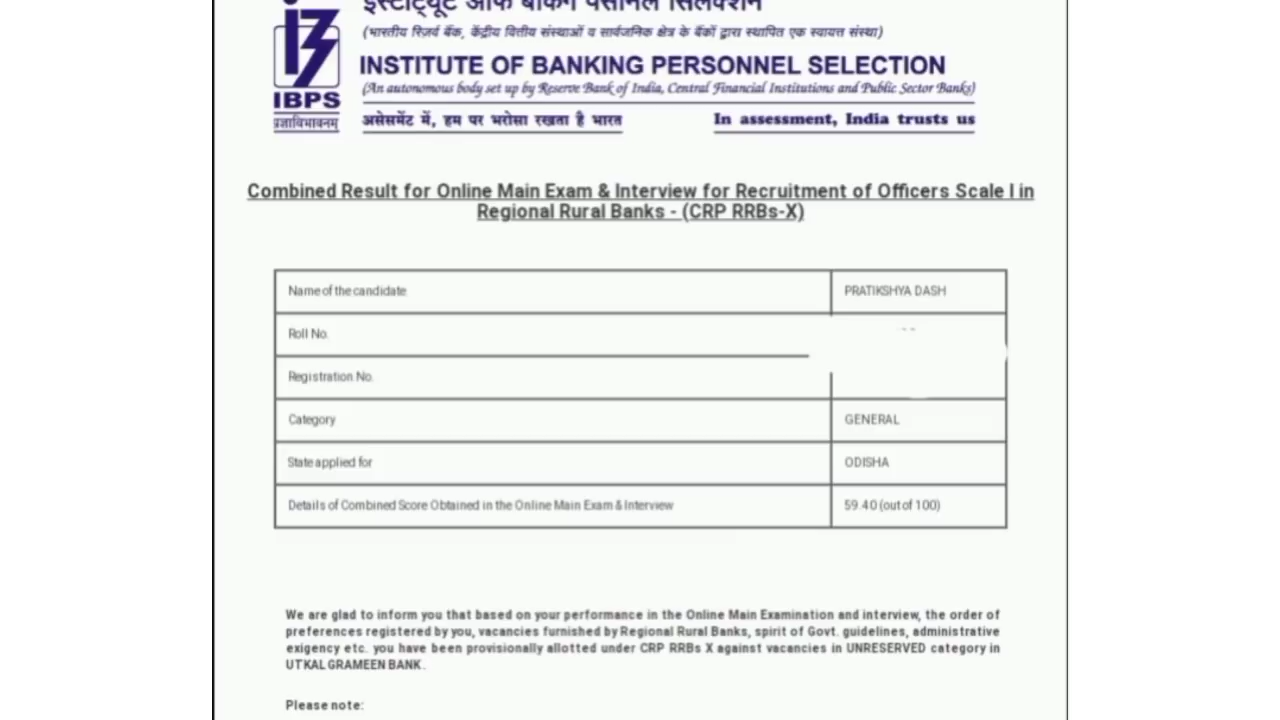 इंस्टीट्यूट ऑफ बैंकिंग पर्सोनेल सिलेक्शन
(भारतीय रिज़र्व बैंक, केंद्रीय वित्तीय संस्थाओं व सार्वजनिक क्षेत्र के बैंकों द्वारा स्थापित एक स्वायत्त संस्था)
INSTITUTE OF BANKING PERSONNEL SELECTION
(An autonomous body set up by Reserve Bank of India, Central Financial Institutions and Public Sector Banks)
IBPS
असेसमेंट में, हम पर भरोसा रखता है भारत In assessment, India trusts us
Combined Result for Online Main Exam & Interview for Recruitment of Officers Scale I in
Regional Rural Banks - (CRP RRBs-X)
Name of the candidate PRATIKSHYA DASH
Roll No.
Registration No.
Category GENERAL
State applied for ODISHA
Details of Combined Score Obtained in the Online Main Exam & Interview 59.40 (out of 100)
We are glad to inform you that based on your performance in the Online Main Examination and interview, the order of
preferences registered by you, vacancies furnished by Regional Rural Banks, spirit of Govt. guidelines, administrative
exigency etc. you have been provisionally allotted under CRP RRBs X against vacancies in UNRESERVED category in
UTKAL GRAMEEN BANK.
Please note: